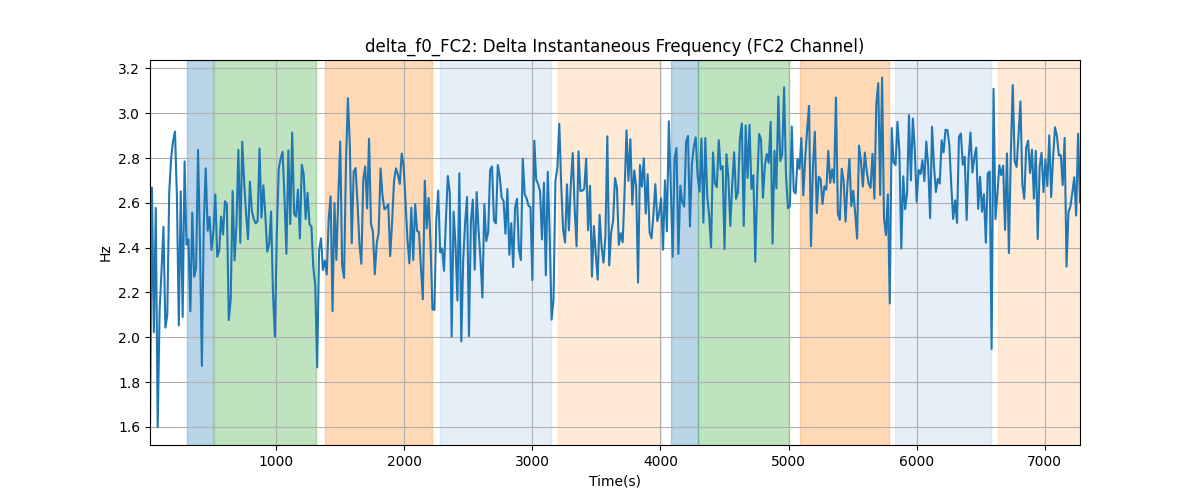 delta_f0_FC2: Delta Instantaneous Frequency (FC2 Channel)
3.2
3.0
2.8
2.6
2.4
2.2
2.0
1.8
1.6
Hz
1000 2000 3000 4000 5000 6000 7000
Time(s)